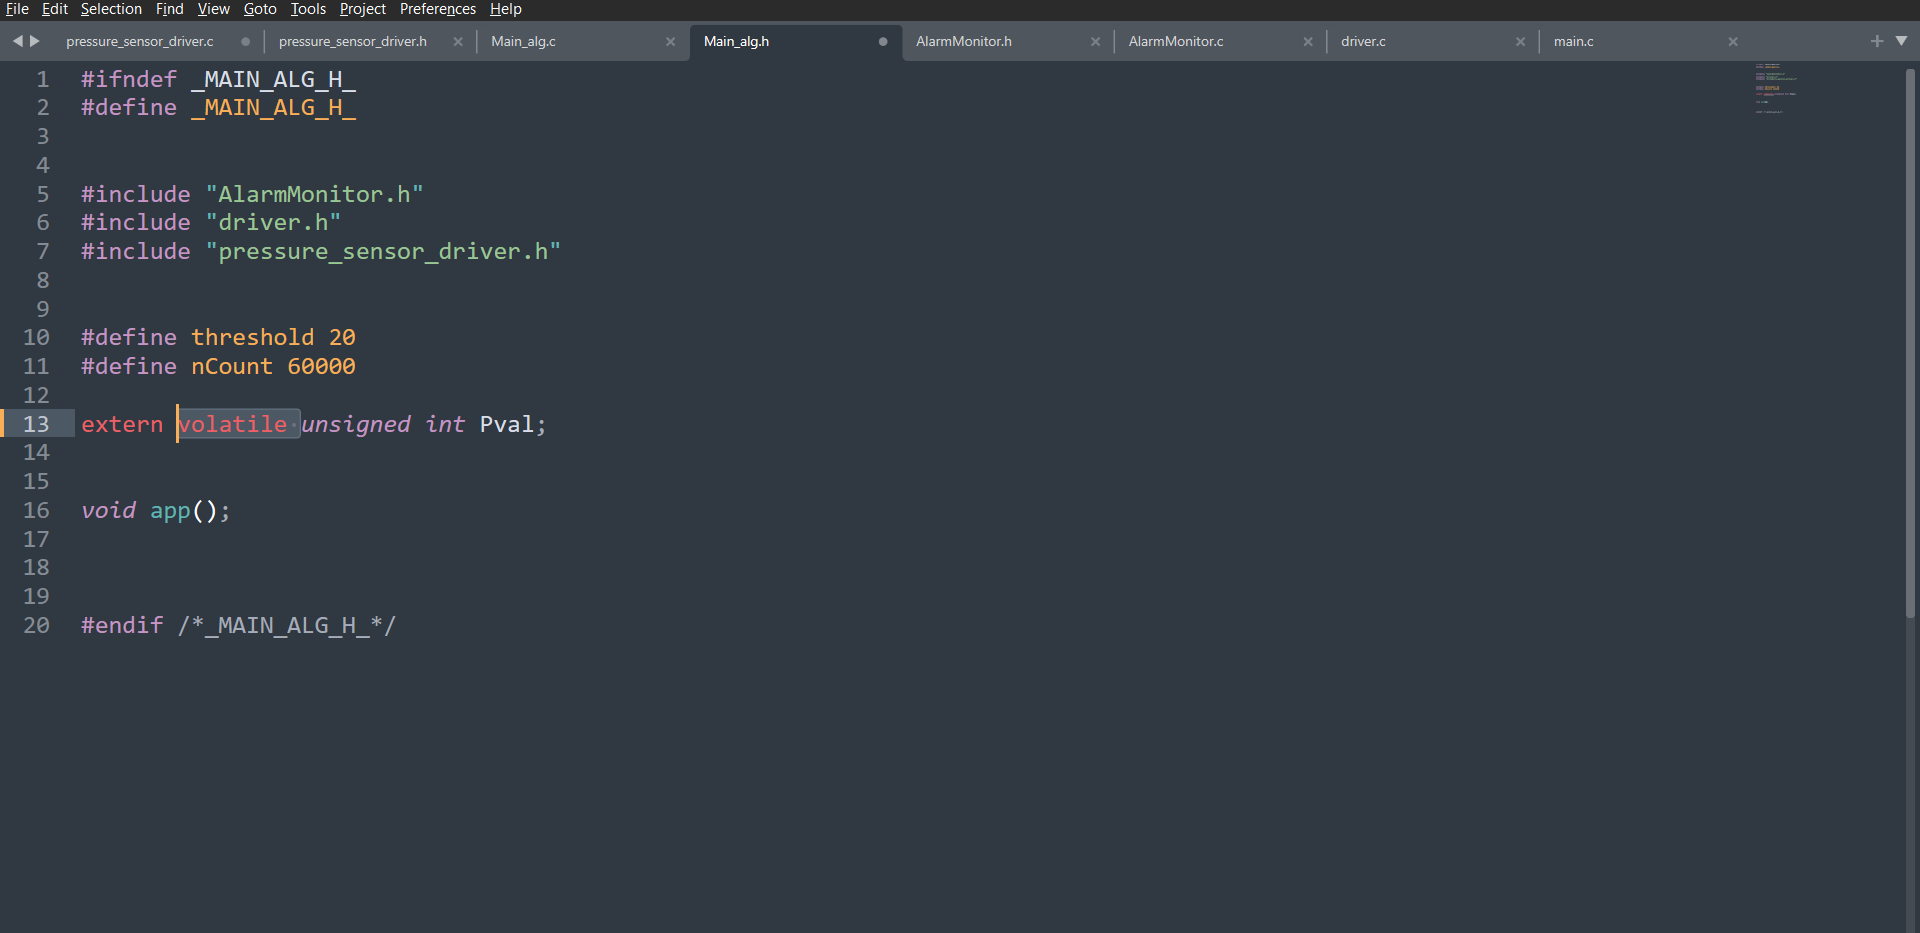 File Edit Selection Find View Goto Tools Project Preferences Help
pressure_sensor_driver.c pressure_sensor_driver.h Main_alg.c Main_alg.h AlarmMonitor.h AlarmMonitor.c driver.c main.c
1 #ifndef _MAIN_ALG_H_
2 #define _MAIN_ALG_H_
3
4
5 #include "AlarmMonitor.h"
6 #include "driver.h"
7 #include "pressure_sensor_driver.h"
8
9
10 #define threshold 20
11 #define nCount 60000
12
13 extern volatile unsigned int Pval;
14
15
16 void app();
17
18
19
20 #endif /*_MAIN_ALG_H_*/